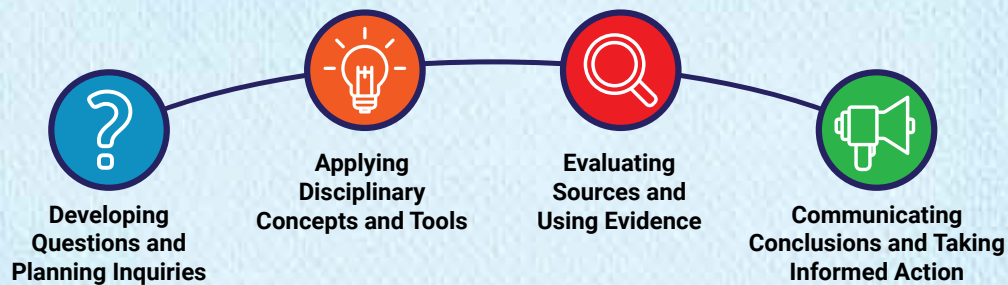 Developing
Questions and
Planning Inquiries
Applying
Disciplinary
Concepts and Tools
Evaluating
Sources and
Using Evidence
Communicating
Conclusions and Taking
Informed Action